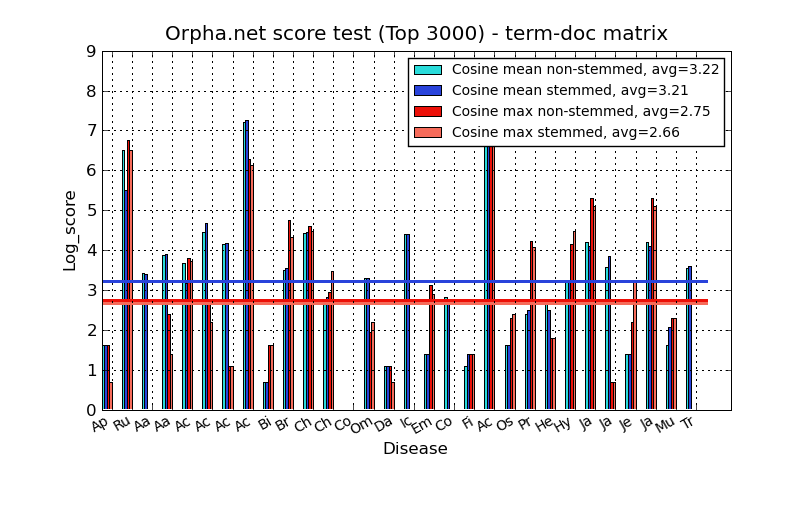 Orpha.net score test (Top 3000) - term-doc matrix
Cosine mean non-stemmed, avg=3.22
Cosine mean stemmed, avg=3.21
Cosine max non-stemmed, avg=2.75
Cosine max stemmed, avg=2.66
Log_score
9
8
7
6
5
4
3
2
1
0
Ap Ru Aa Aa Ac Ac Ac Ac Bi Br Ch Ch Co Om Da Ic Em Co Fi Ac Os Pr He Hy Ja Ja Je Ja Mu Tr
Disease